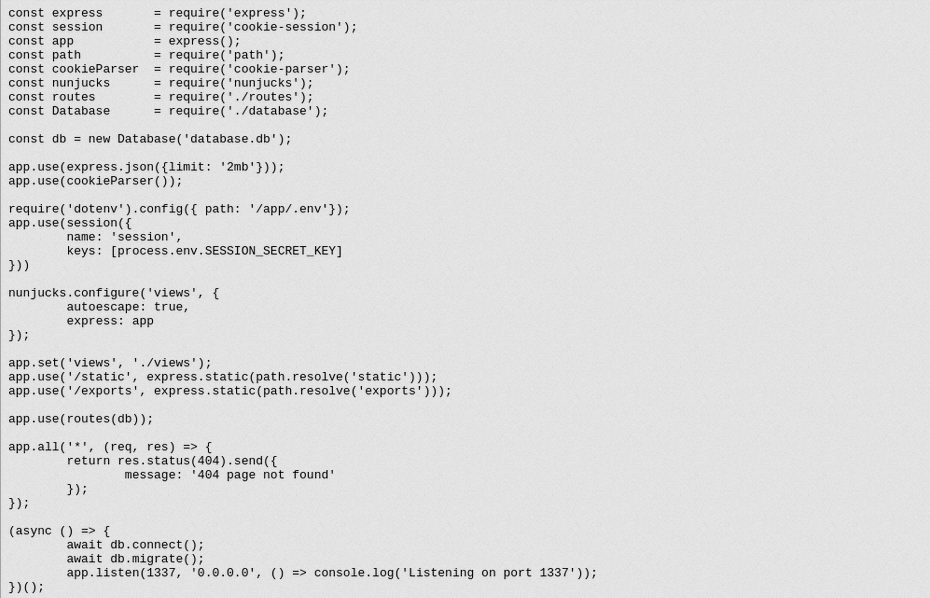 const express       = require('express');
const session       = require('cookie-session');
const app           = express();
const path          = require('path');
const cookieParser  = require('cookie-parser');
const nunjucks      = require('nunjucks');
const routes        = require('./routes');
const Database      = require('./database');

const db = new Database('database.db');

app.use(express.json({limit: '2mb'}));
app.use(cookieParser());

require('dotenv').config({ path: '/app/.env'});
app.use(session({
        name: 'session',
        keys: [process.env.SESSION_SECRET_KEY]
}))

nunjucks.configure('views', {
        autoescape: true,
        express: app
});

app.set('views', './views');
app.use('/static', express.static(path.resolve('static')));
app.use('/exports', express.static(path.resolve('exports')));

app.use(routes(db));

app.all('*', (req, res) => {
        return res.status(404).send({
                message: '404 page not found'
        });
});

(async () => {
        await db.connect();
        await db.migrate();
        app.listen(1337, '0.0.0.0', () => console.log('Listening on port 1337'));
})();